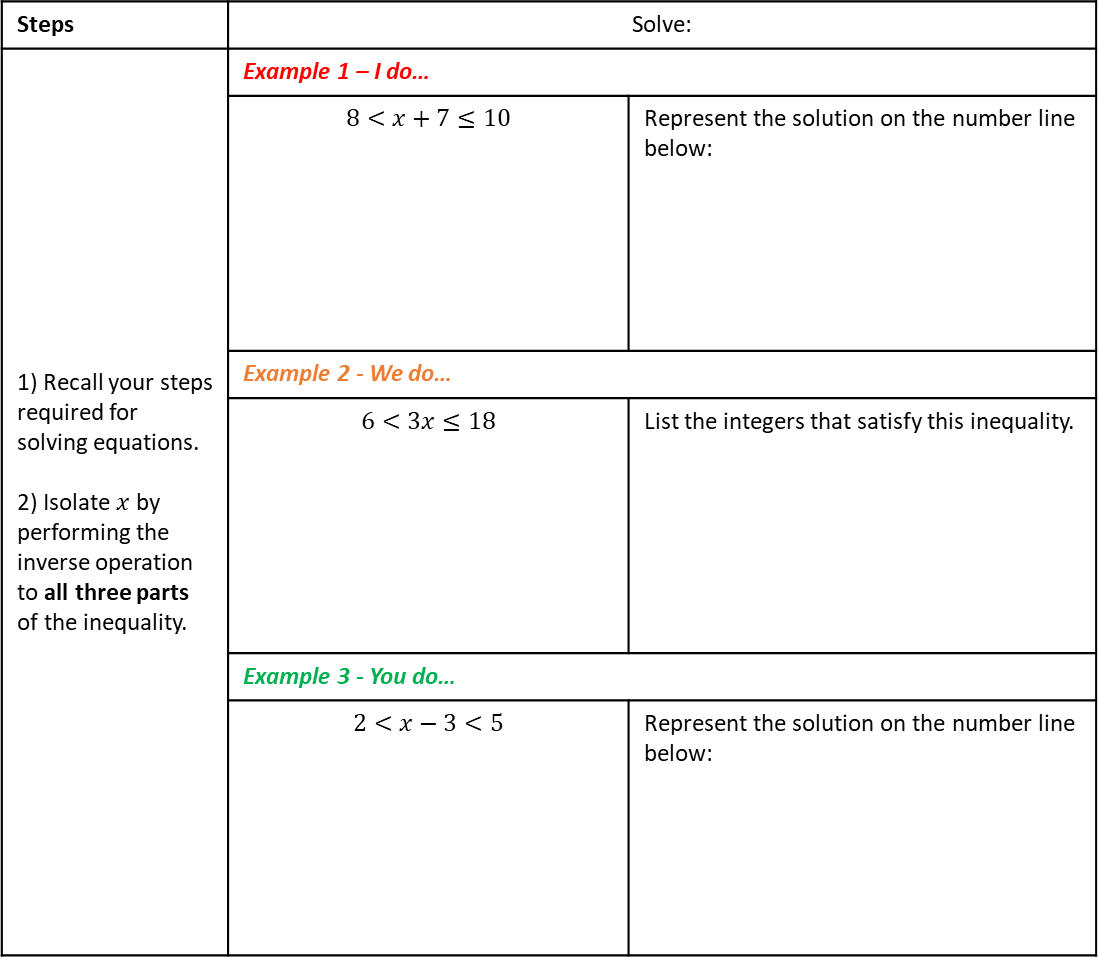 Steps
Solve:
Example 1 – I do…
8 < 𝑥 + 7 ≤ 10
Represent the solution on the number line
below:
1) Recall your steps
required for
solving equations.
2) Isolate 𝑥 by
performing the
inverse operation
to all three parts
of the inequality.
Example 2 - We do…
6 < 3𝑥 ≤ 18
List the integers that satisfy this inequality.
Example 3 - You do…
2 < 𝑥 − 3 < 5
Represent the solution on the number line
below: